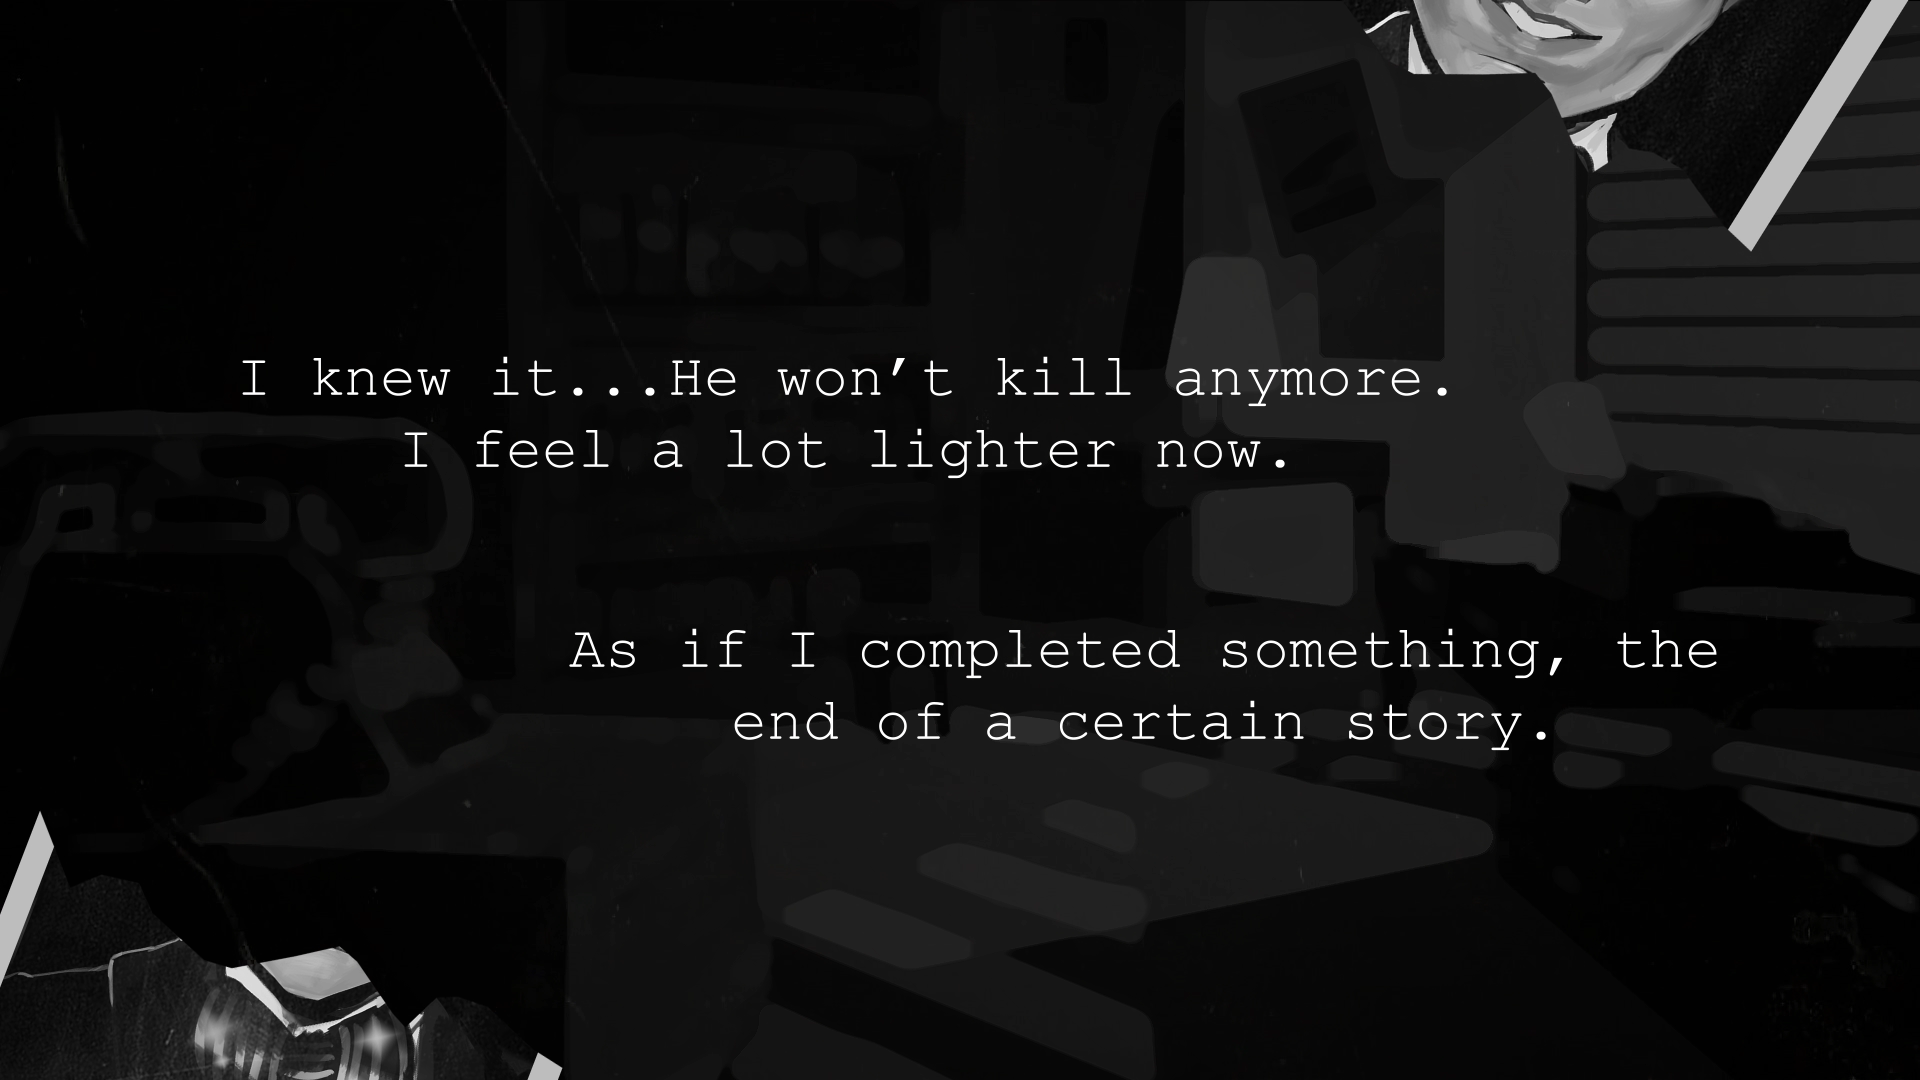 I knew it...He won’t kill anymore.
I feel a lot lighter now.
As if I completed something, the
end of a certain story.